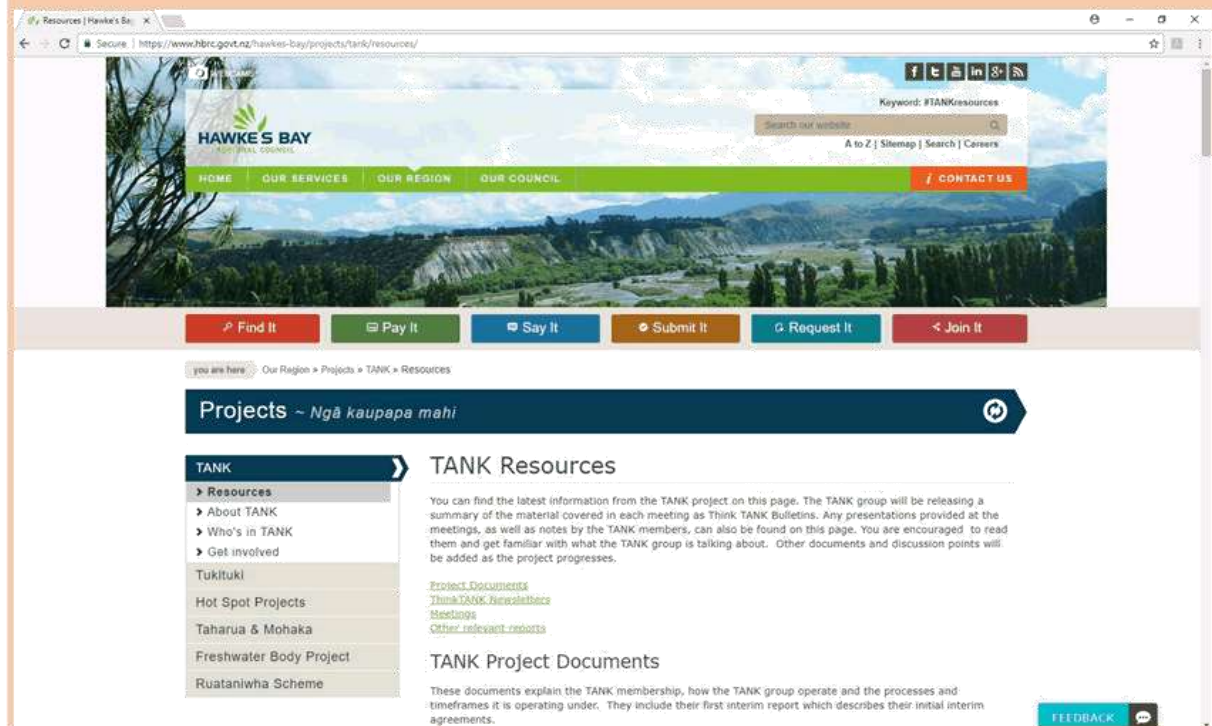 Resources | Hawke's Ba
Secure | https://www.hbrc.govt.nz/hawkes-bay/projects/tank/resources/
Keyword: #TANKresources
Search our website
A to Z | Sitemap | Search | Careers
HAWKE'S BAY
REGIONAL COUNCIL
HOME OUR SERVICES OUR REGION OUR COUNCIL i CONTACT US
Find It Pay It Say It Submit It Request It Join It
you are here Our Region » Projects » TANK » Resources
Projects ~ Ngā kaupapa mahi
TANK
Resources
About TANK
Who's in TANK
Get involved
Tukituki
Hot Spot Projects
Taharua & Mohaka
Freshwater Body Project
Ruataniwha Scheme
TANK Resources
You can find the latest information from the TANK project on this page. The TANK group will be releasing a
summary of the material covered in each meeting as Think TANK Bulletins. Any presentations provided at the
meetings, as well as notes by the TANK members, can also be found on this page. You are encouraged to read
them and get familiar with what the TANK group is talking about. Other documents and discussion points will
be added as the project progresses.
Project Documents
ThinkTANK Newsletters
Meetings
Other relevant reports
TANK Project Documents
These documents explain the TANK membership, how the TANK group operate and the processes and
timeframes it is operating under. They include their first interim report which describes their initial interim
agreements.
FEEDBACK